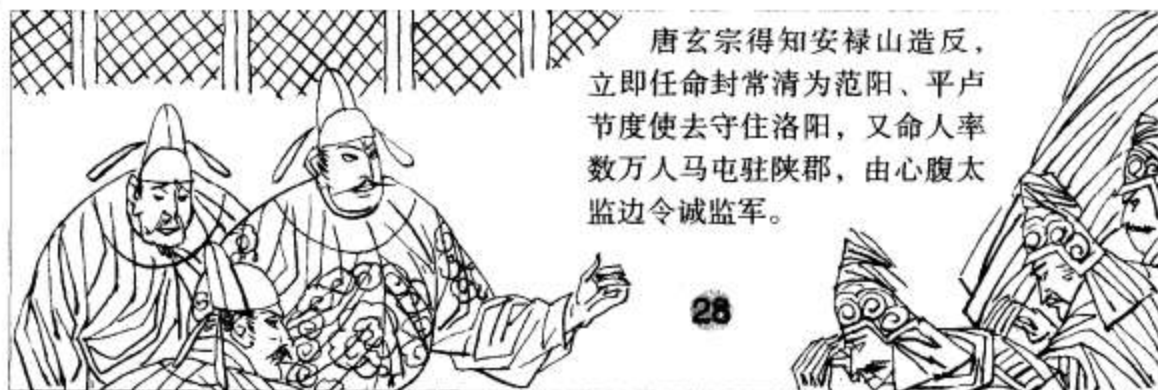 唐玄宗得知安禄山造反，
立即任命封常清为范阳、平卢
节度使去守住洛阳，又命人率
数万人马屯驻陕郡，由心腹太
监边令诚监军。
28